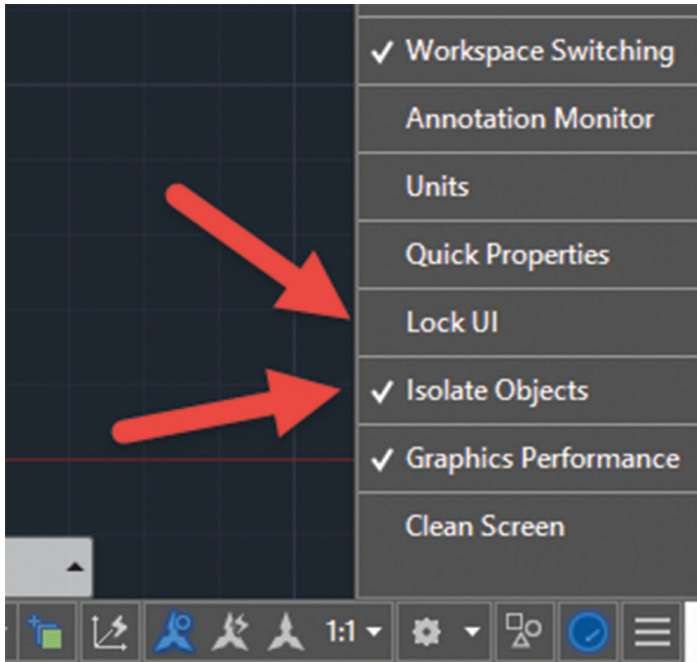 Workspace Switching
Annotation Monitor
Units
Quick Properties
Lock UI
Isolate Objects
Graphics Performance
Clean Screen
1:1